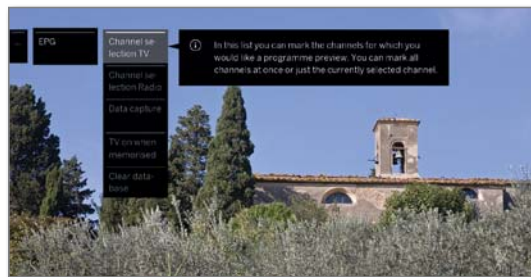 ...
EPG
Channel se-
lection TV
In this list you can mark the channels for which you
would like a programme preview. You can mark all
channels at once or just the currently selected channel.
Channel se-
lection Radio
Data capture
TV on when
memorised
Clear data-
base